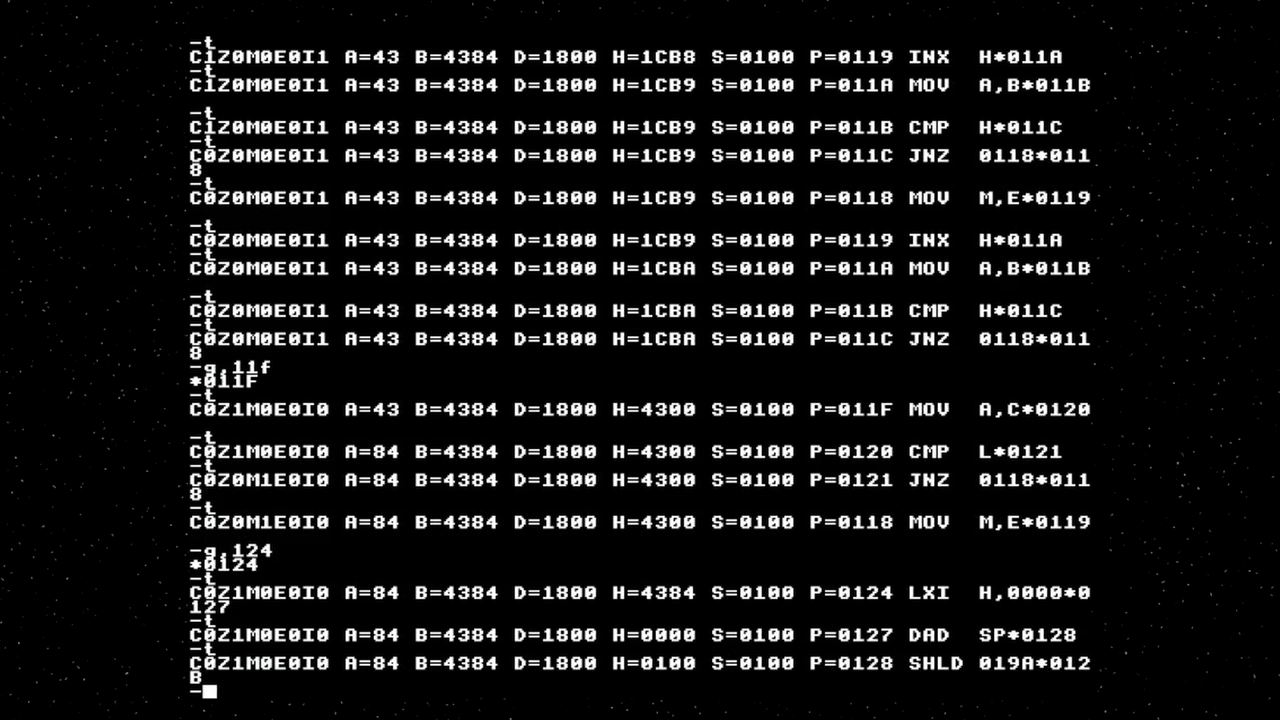 -t
C1Z0M0E0I1 A=43 B=4384 D=1800 H=1CB8 S=0100 P=0119 INX  H*011A
-t
C1Z0M0E0I1 A=43 B=4384 D=1800 H=1CB9 S=0100 P=011A MOV  A,B*011B
-t
C1Z0M0E0I1 A=43 B=4384 D=1800 H=1CB9 S=0100 P=011B CMP  H*011C
-t
C0Z0M0E0I1 A=43 B=4384 D=1800 H=1CB9 S=0100 P=011C JNZ  0118*011
8
-t
C0Z0M0E0I1 A=43 B=4384 D=1800 H=1CB9 S=0100 P=0118 MOV  M,E*0119
-t
C0Z0M0E0I1 A=43 B=4384 D=1800 H=1CB9 S=0100 P=0119 INX  H*011A
-t
C0Z0M0E0I1 A=43 B=4384 D=1800 H=1CBA S=0100 P=011A MOV  A,B*011B
-t
C0Z0M0E0I1 A=43 B=4384 D=1800 H=1CBA S=0100 P=011B CMP  H*011C
-t
C0Z0M0E0I1 A=43 B=4384 D=1800 H=1CBA S=0100 P=011C JNZ  0118*011
8
-g,11f
*011F
-t
C0Z1M0E0I0 A=43 B=4384 D=1800 H=4300 S=0100 P=011F MOV  A,C*0120
-t
C0Z1M0E0I0 A=84 B=4384 D=1800 H=4300 S=0100 P=0120 CMP  L*0121
-t
C0Z0M1E0I0 A=84 B=4384 D=1800 H=4300 S=0100 P=0121 JNZ  0118*011
8
-t
C0Z0M1E0I0 A=84 B=4384 D=1800 H=4300 S=0100 P=0118 MOV  M,E*0119
-g,124
*0124
-t
C0Z1M0E0I0 A=84 B=4384 D=1800 H=4384 S=0100 P=0124 LXI  H,0000*0
127
-t
C0Z1M0E0I0 A=84 B=4384 D=1800 H=0000 S=0100 P=0127 DAD  SP*0128
-t
C0Z1M0E0I0 A=84 B=4384 D=1800 H=0100 S=0100 P=0128 SHLD 019A*012
B
-